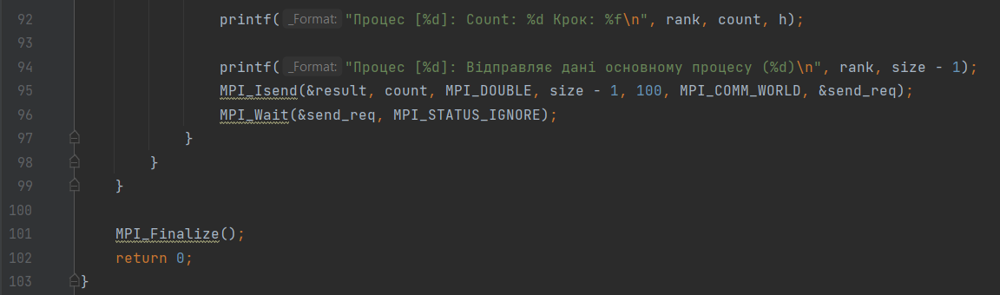 92 printf( _Format: "Процес [%d]: Count: %d Крок: %f\n", rank, count, h);
93
94 printf( _Format: "Процес [%d]: Відправляє дані основному процесу (%d)\n", rank, size - 1);
95 MPI_Isend(&result, count, MPI_DOUBLE, size - 1, 100, MPI_COMM_WORLD, &send_req);
96 MPI_Wait(&send_req, MPI_STATUS_IGNORE);
97 }
98 }
99 }
100
101 MPI_Finalize();
102 return 0;
103 }